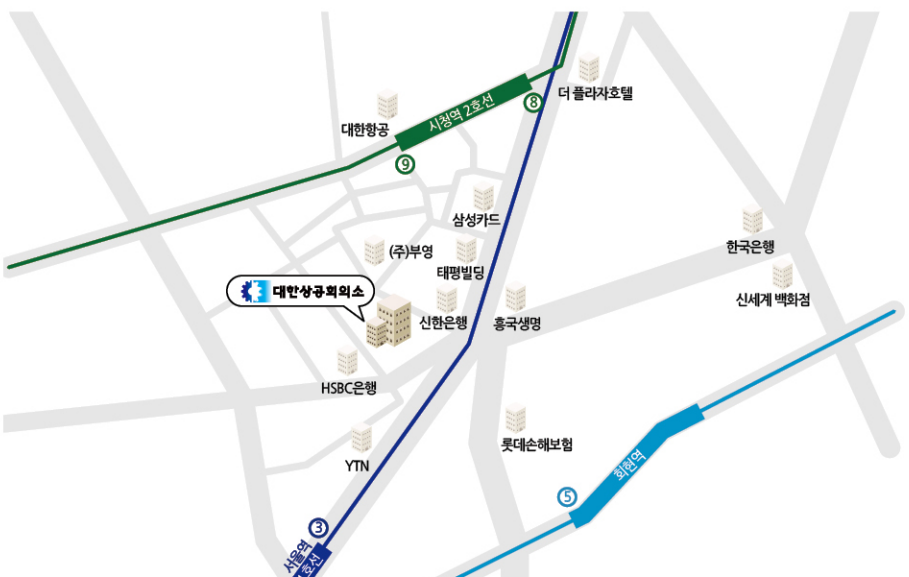 더 플라자호텔
⑧
시청역 2호선
대한항공
⑨
삼성카드
한국은행
(주)부영
태평빌딩
대한상공회의소
신세계 백화점
신한은행
흥국생명
HSBC은행
롯데손해보험
YTN
회현역
⑤
③
서울역
호선